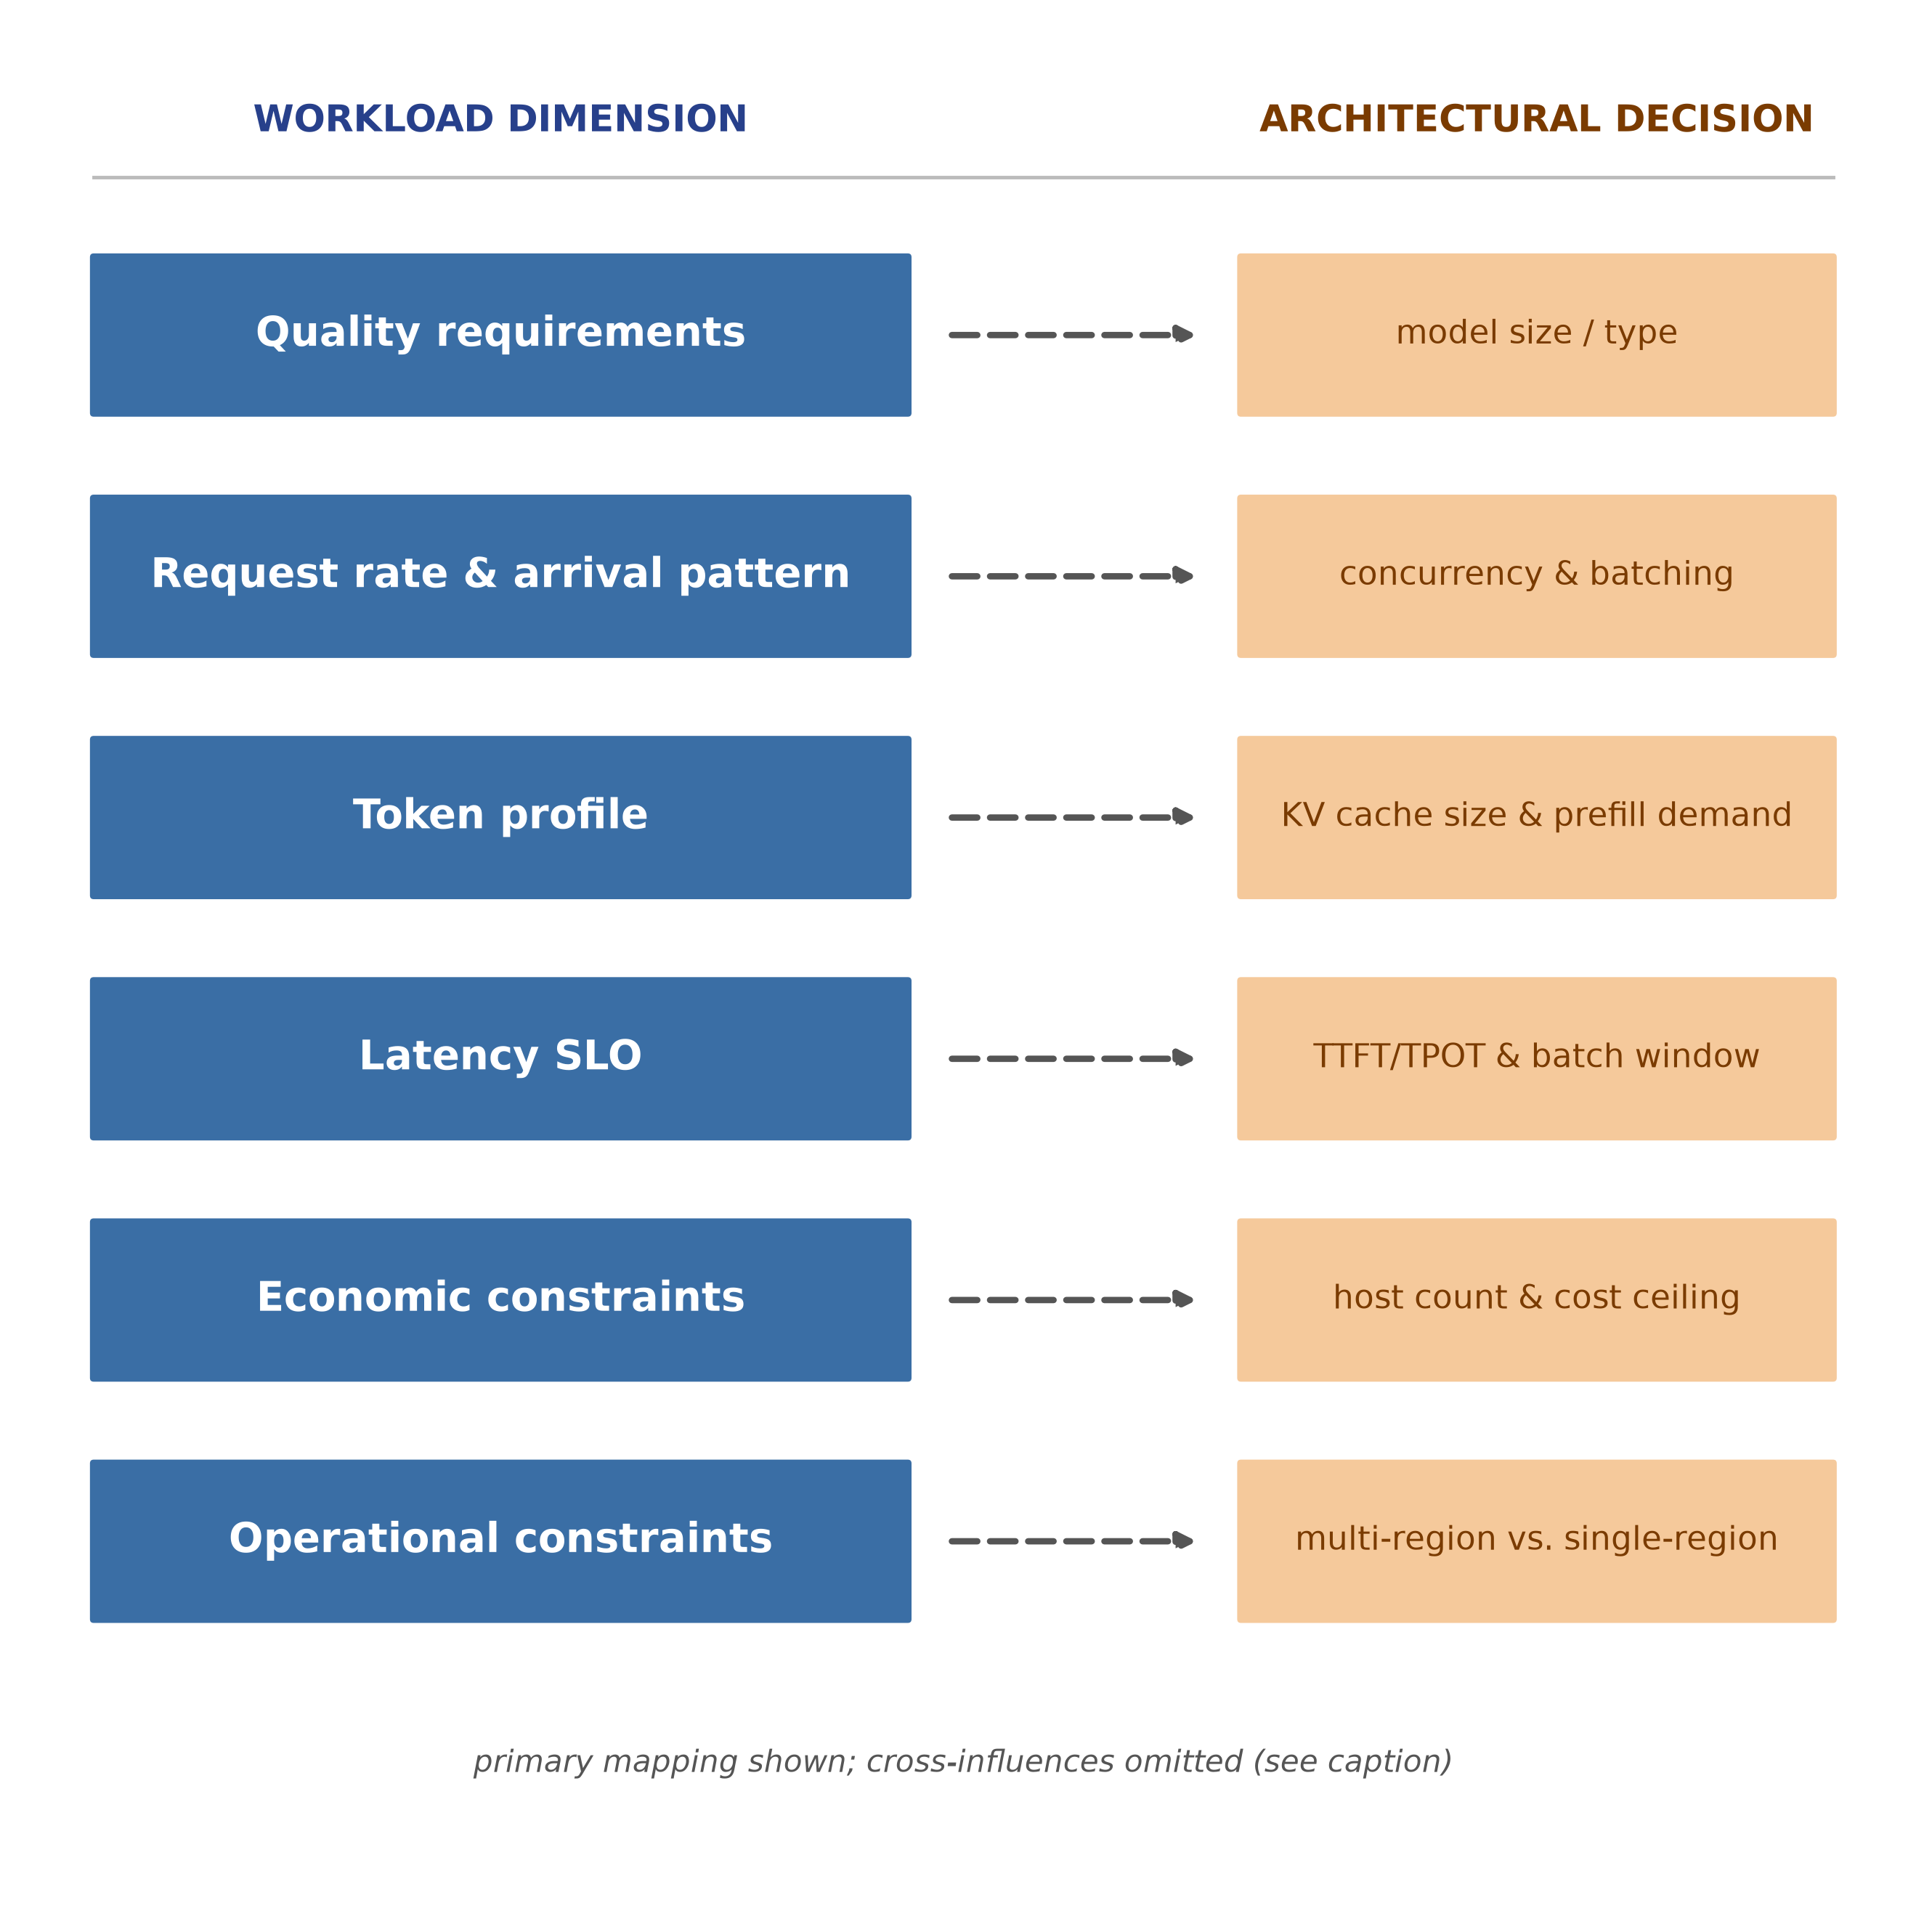 WORKLOAD DIMENSION
ARCHITECTURAL DECISION
Quality requirements
model size / type
Request rate & arrival pattern
concurrency & batching
Token profile
KV cache size & prefill demand
Latency SLO
TTFT/TPOT & batch window
Economic constraints
host count & cost ceiling
Operational constraints
multi-region vs. single-region
primary mapping shown; cross-influences omitted (see caption)